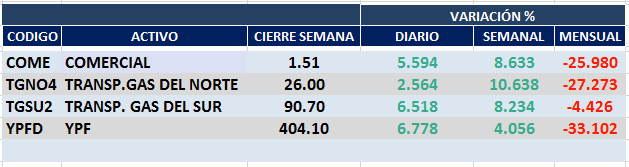 VARIACIÓN %
CODIGO ACTIVO CIERRE SEMANA DIARIO SEMANAL MENSUAL
COME COMERCIAL 1.51 5.594 8.633 -25.980
TGNO4 TRANSP.GAS DEL NORTE 26.00 2.564 10.638 -27.273
TGSU2 TRANSP. GAS DEL SUR 90.70 6.518 8.234 -4.426
YPFD YPF 404.10 6.778 4.056 -33.102